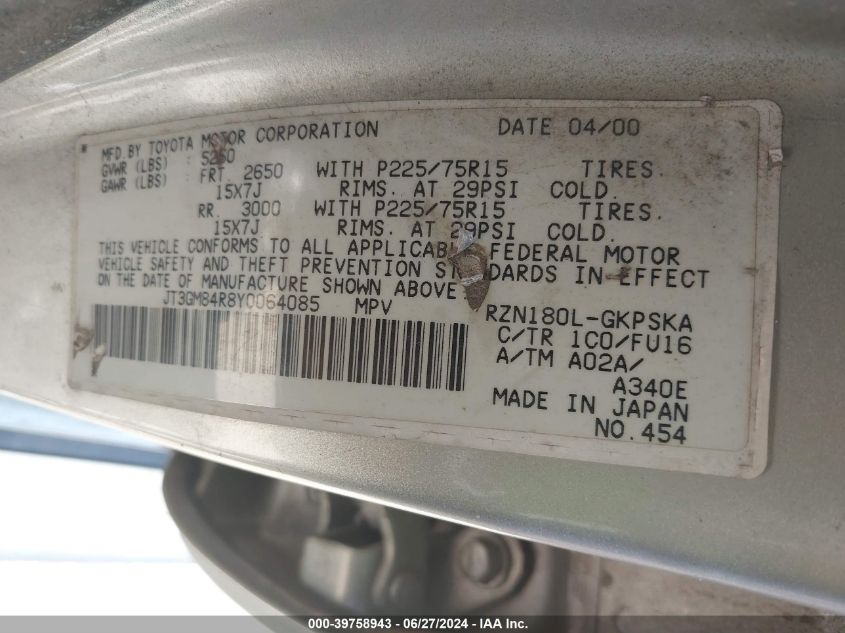 MFD.BY TOYOTA MOTOR CORPORATION DATE 04/00
GVWR (LBS) : 5250
GAWR (LBS) : FRT. 2650 WITH P225/75R15 TIRES.
15X7J RIMS. AT 29PSI COLD.
RR. 3000 WITH P225/75R15 TIRES.
15X7J RIMS. AT 29PSI COLD.
THIS VEHICLE CONFORMS TO ALL APPLICABLE FEDERAL MOTOR
VEHICLE SAFETY AND THEFT PREVENTION STANDARDS IN EFFECT
ON THE DATE OF MANUFACTURE SHOWN ABOVE.
JT3GM84R8Y0064085 MPV RZN180L-GKPSKA
C/TR 1C0/FU16
A/TM A02A/
A340E
MADE IN JAPAN
NO.454
000-39758943 - 06/27/2024 - IAA Inc.